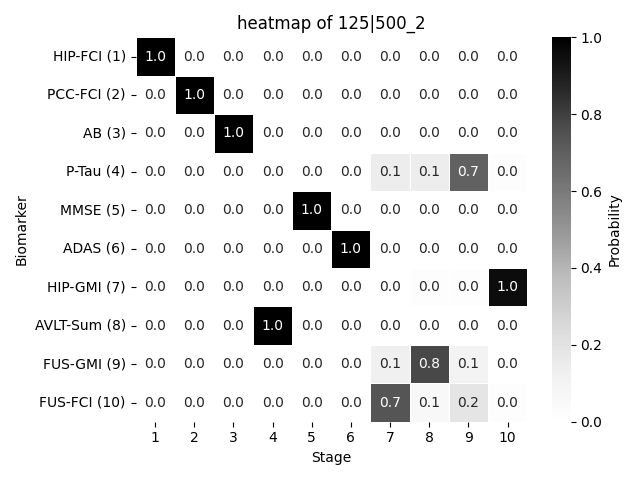 heatmap of 125|500_2
HIP-FCI (1) 1.0 0.0 0.0 0.0 0.0 0.0 0.0 0.0 0.0 0.0
PCC-FCI (2) 0.0 1.0 0.0 0.0 0.0 0.0 0.0 0.0 0.0 0.0
AB (3) 0.0 0.0 1.0 0.0 0.0 0.0 0.0 0.0 0.0 0.0
P-Tau (4) 0.0 0.0 0.0 0.0 0.0 0.0 0.1 0.1 0.7 0.0
MMSE (5) 0.0 0.0 0.0 0.0 1.0 0.0 0.0 0.0 0.0 0.0
ADAS (6) 0.0 0.0 0.0 0.0 0.0 1.0 0.0 0.0 0.0 0.0
HIP-GMI (7) 0.0 0.0 0.0 0.0 0.0 0.0 0.0 0.0 0.0 1.0
AVLT-Sum (8) 0.0 0.0 0.0 1.0 0.0 0.0 0.0 0.0 0.0 0.0
FUS-GMI (9) 0.0 0.0 0.0 0.0 0.0 0.0 0.1 0.8 0.1 0.0
FUS-FCI (10) 0.0 0.0 0.0 0.0 0.0 0.0 0.7 0.1 0.2 0.0
1 2 3 4 5 6 7 8 9 10
Stage
Biomarker
1.0
0.8
0.6
0.4
0.2
0.0
Probability